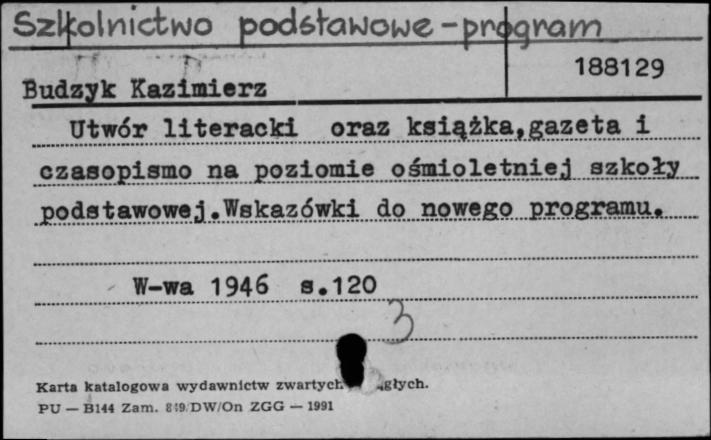 Szkolnictwo podstawowe - program
188129
Budzyk Kazimierz
Utwór literacki oraz książka,gazeta i
czasopismo na poziomie ośmioletniej szkoły
podstawowej.Wskazówki do nowego programu.
W-wa 1946 s.120
3
Karta katalogowa wydawnictw zwartych
PU — B144 Zam. 819/DW/On ZGG — 1991